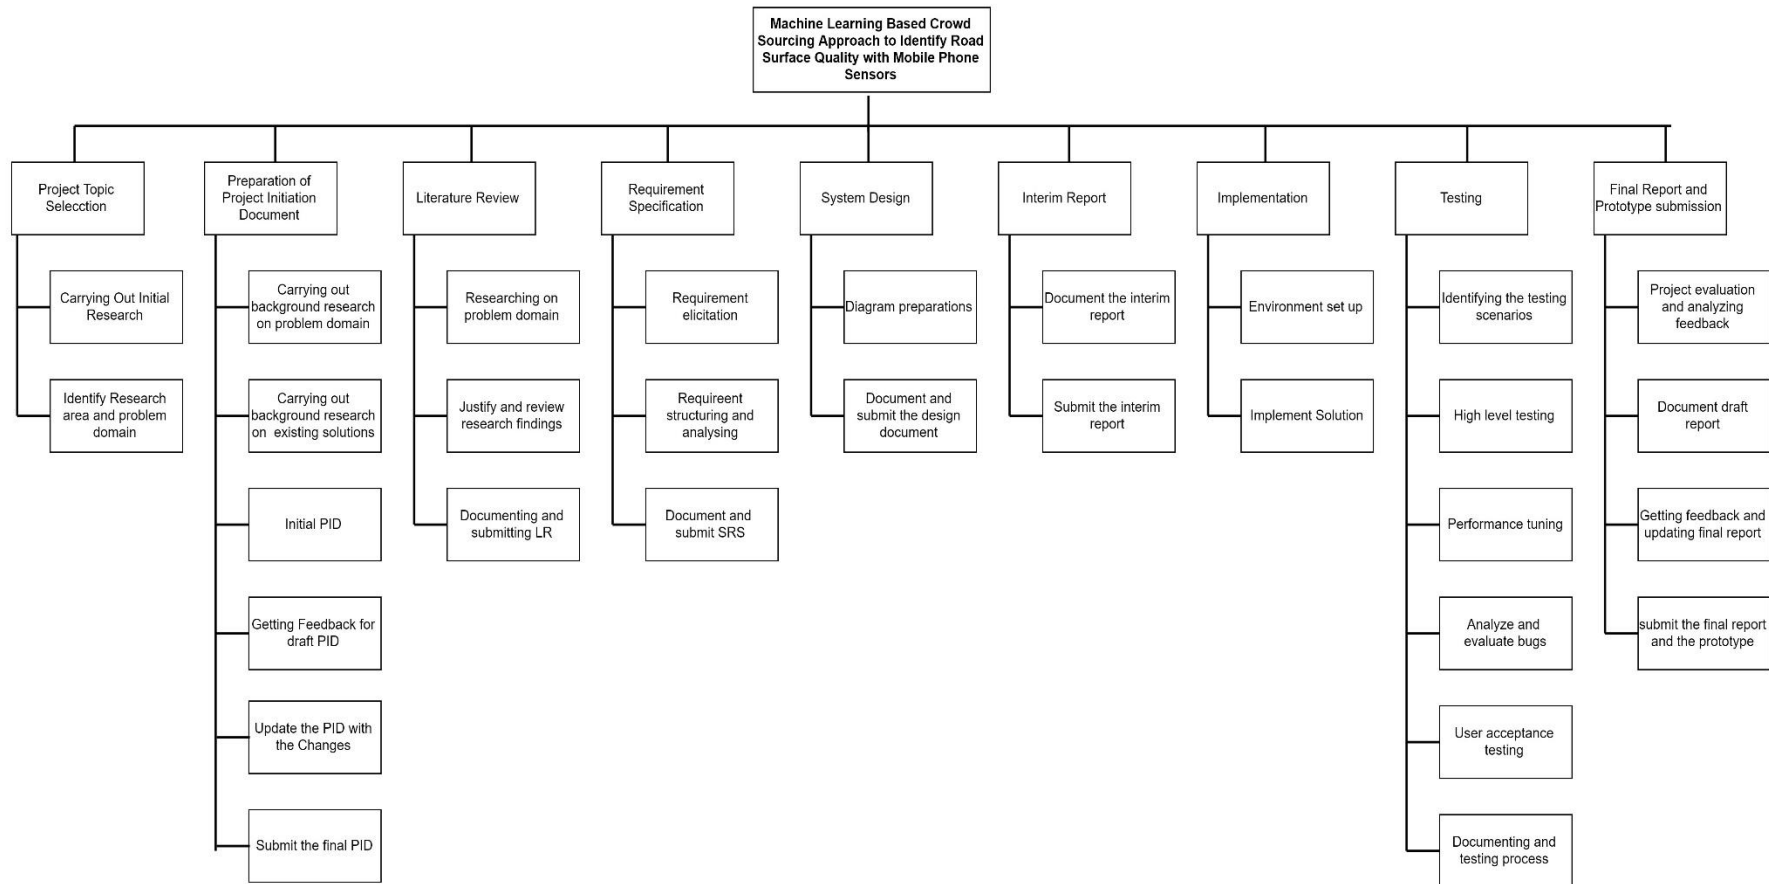 Machine Learning Based Crowd
Sourcing Approach to Identify Road
Surface Quality with Mobile Phone
Sensors
Project Topic
Selecction
Carrying Out Initial
Research
Identify Research
area and problem
domain
Preparation of
Project Initiation
Document
Carrying out
background research
on problem domain
Carrying out
background research
on existing solutions
Initial PID
Getting Feedback for
draft PID
Update the PID with
the Changes
Submit the final PID
Literature Review
Researching on
problem domain
Justify and review
research findings
Documenting and
submitting LR
Requirement
Specification
Requirement
elicitation
Requireent
structuring and
analysing
Document and
submit SRS
System Design
Diagram preparations
Document and
submit the design
document
Interim Report
Document the interim
report
Submit the interim
report
Implementation
Environment set up
Implement Solution
Testing
Identifying the testing
scenarios
High level testing
Performance tuning
Analyze and
evaluate bugs
User acceptance
testing
Documenting and
testing process
Final Report and
Prototype submission
Project evaluation
and analyzing
feedback
Document draft
report
Getting feedback and
updating final report
submit the final report
and the prototype